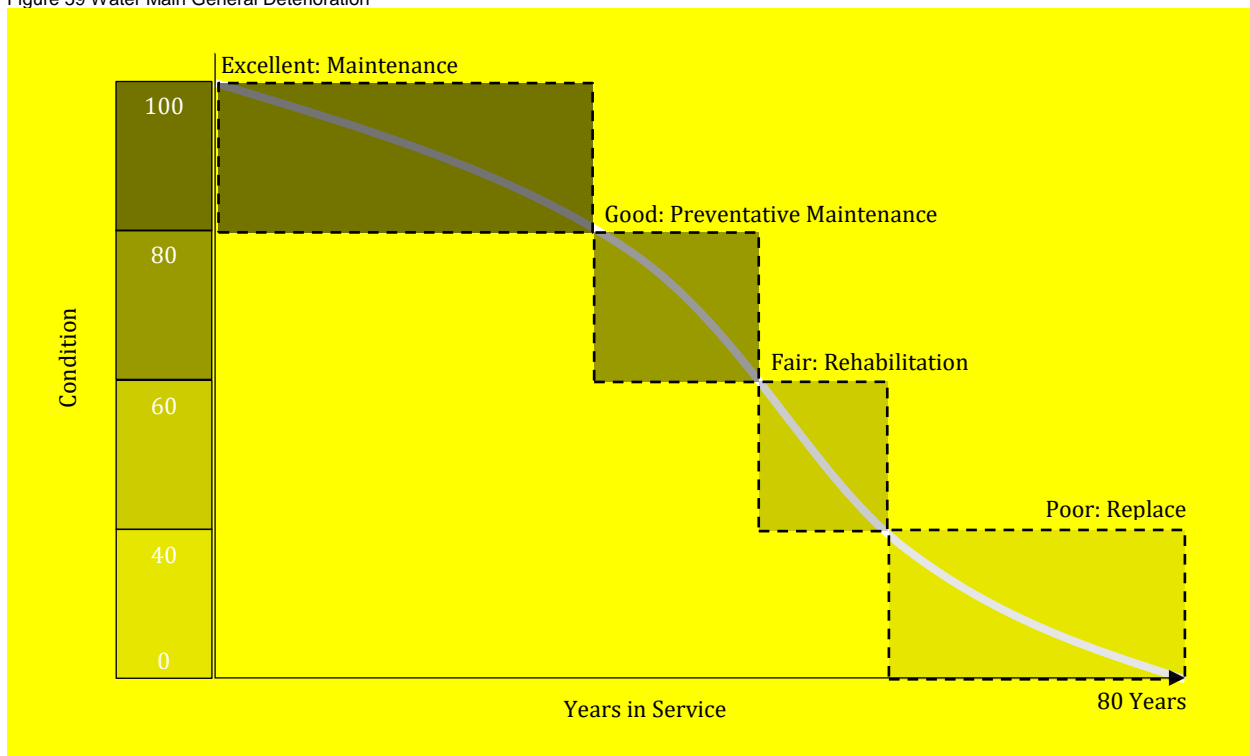 Figure 59 Water Main General Deterioration
Excellent: Maintenance
100
Good: Preventative Maintenance
80
Condition
Fair: Rehabilitation
60
Poor: Replace
40
0
80 Years
Years in Service